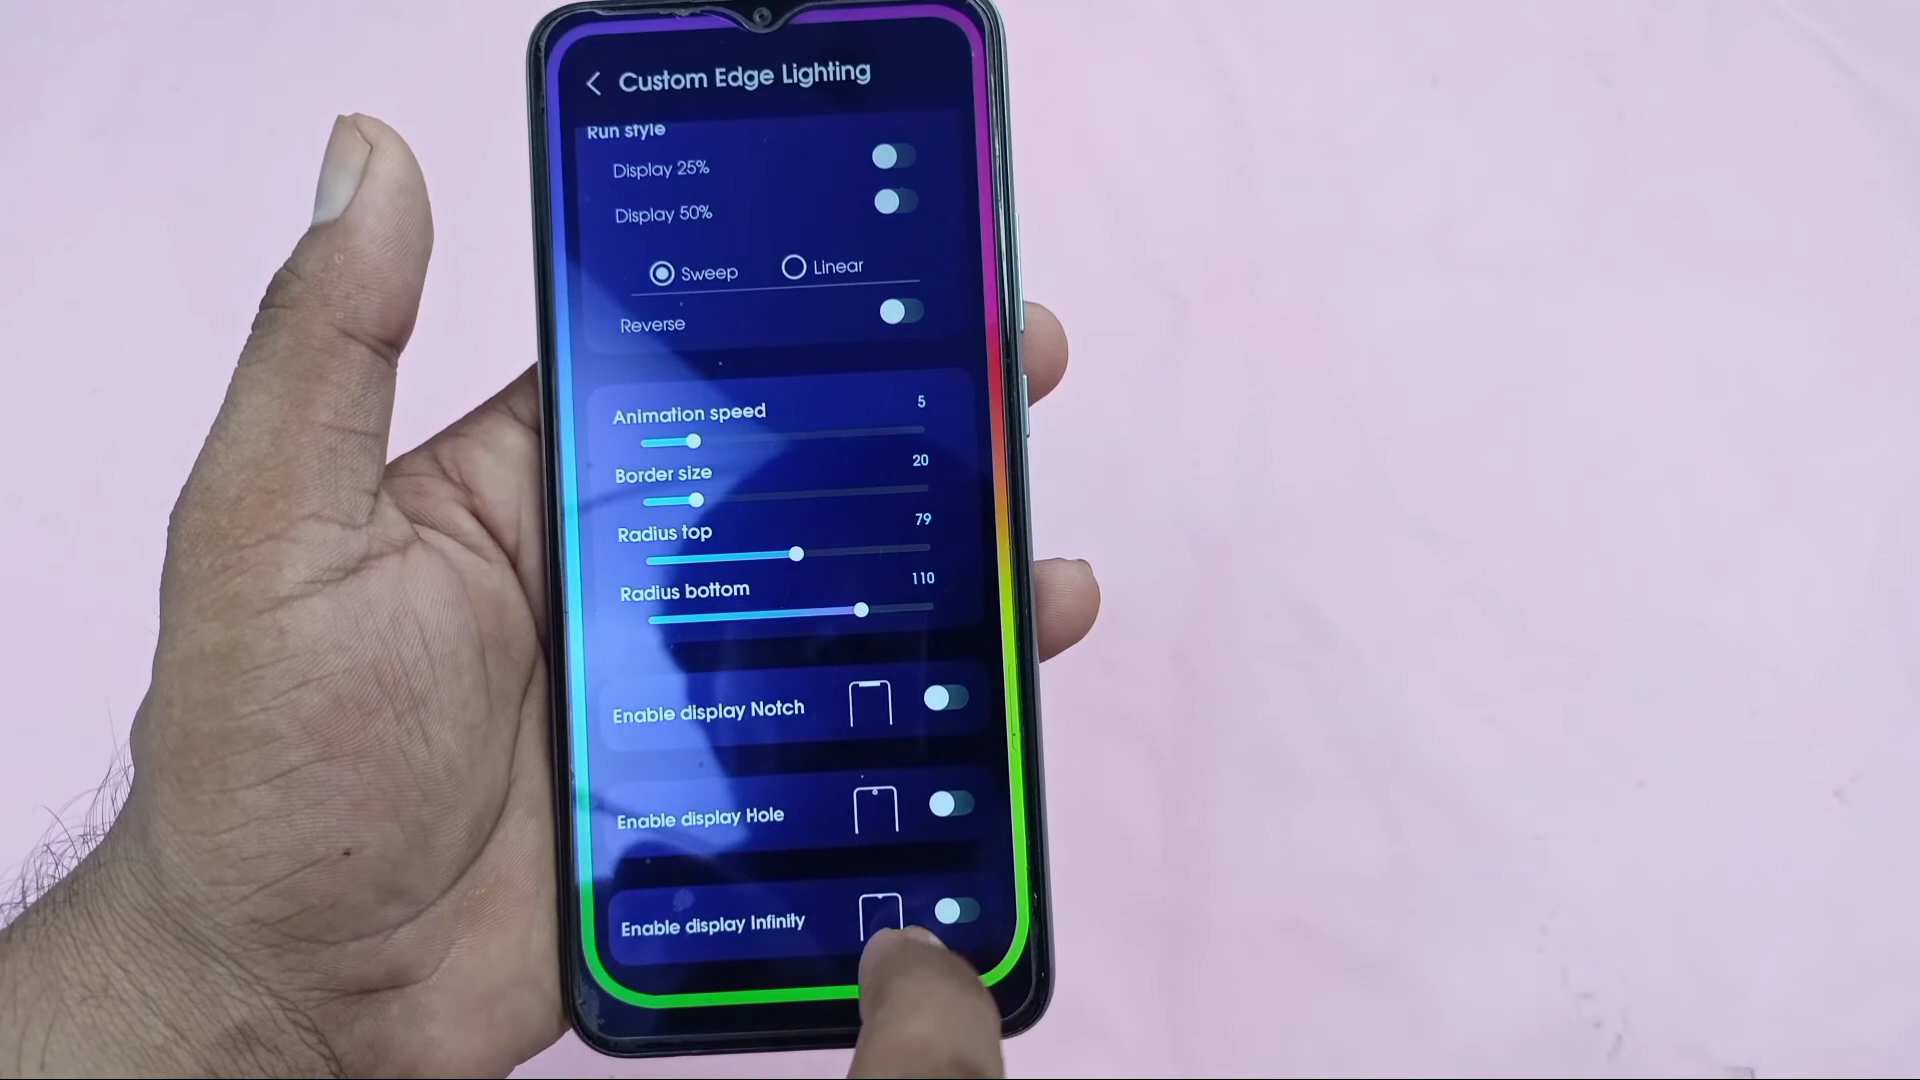 Custom Edge Lighting
Run style
Display 25%
Display 50%
Sweep Linear
Reverse
Animation speed 5
Border size 20
Radius top 79
Radius bottom 110
Enable display Notch
Enable display Hole
Enable display Infinity